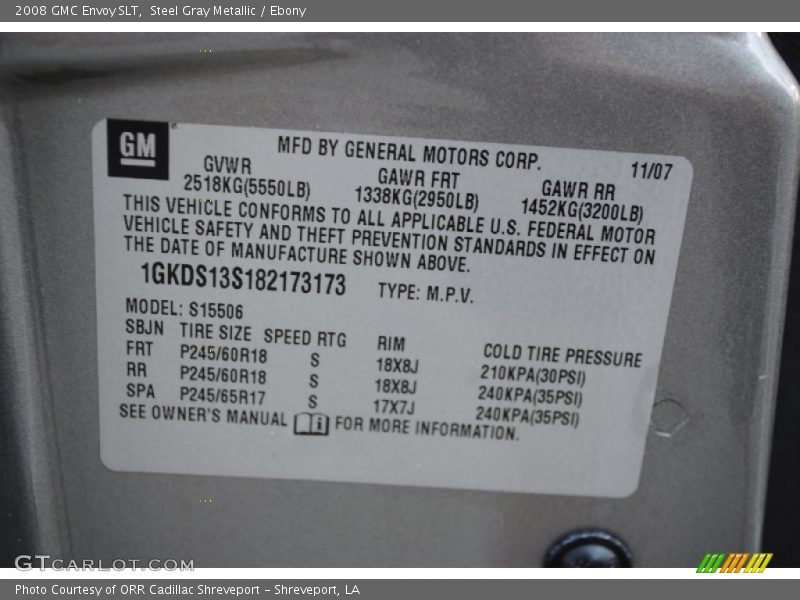 2008 GMC Envoy SLT, Steel Gray Metallic / Ebony
GM
MFD BY GENERAL MOTORS CORP.
11/07
GVWR GAWR FRT GAWR RR
2518KG(5550LB) 1338KG(2950LB) 1452KG(3200LB)
THIS VEHICLE CONFORMS TO ALL APPLICABLE U.S. FEDERAL MOTOR
VEHICLE SAFETY AND THEFT PREVENTION STANDARDS IN EFFECT ON
THE DATE OF MANUFACTURE SHOWN ABOVE.
1GKDS13S182173173 TYPE: M.P.V.
MODEL: S15506
SBJN TIRE SIZE SPEED RTG RIM COLD TIRE PRESSURE
FRT P245/60R18 S 18X8J 210KPA(30PSI)
RR P245/60R18 S 18X8J 240KPA(35PSI)
SPA P245/65R17 S 17X7J 240KPA(35PSI)
SEE OWNER'S MANUAL i FOR MORE INFORMATION.
GTCARLOT.COM
Photo Courtesy of ORR Cadillac Shreveport - Shreveport, LA